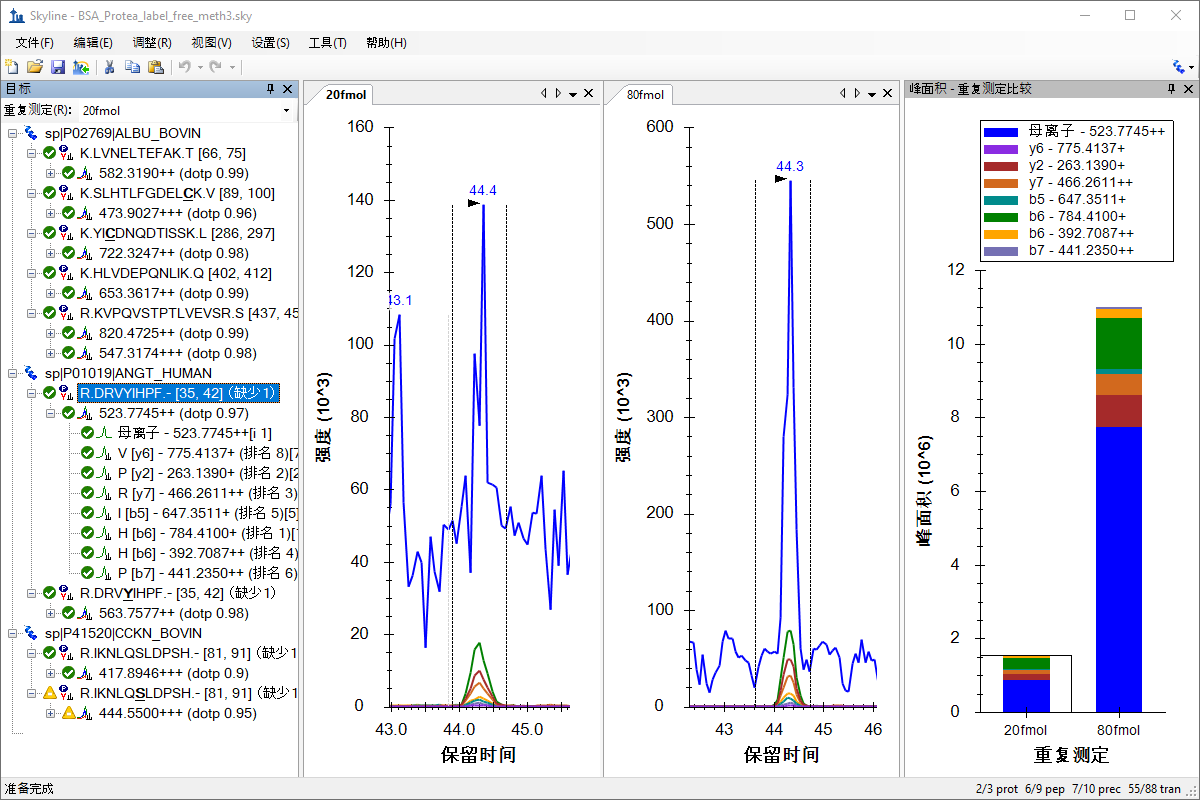 Skyline - BSA_Protea_label_free_meth3.sky
文件(F) 编辑(E) 调整(R) 视图(V) 设置(S) 工具(T) 帮助(H)
目标
重复测定(R): 20fmol
sp|P02769|ALBU_BOVIN
K.LVNELTEFAK.T [66, 75]
582.3190++ (dotp 0.99)
K.SLHTLFGDELCK.V [89, 100]
473.9027+++ (dotp 0.96)
K.YICDNQDTISSK.L [286, 297]
722.3247++ (dotp 0.98)
K.HLVDEPQNLIK.Q [402, 412]
653.3617++ (dotp 0.99)
R.KVPQVSTPTLVEVSR.S [437, 45
820.4725++ (dotp 0.99)
547.3174+++ (dotp 0.98)
sp|P01019|ANGT_HUMAN
R.DRVYIHPF.- [35, 42] (缺少 1)
523.7745++ (dotp 0.97)
母离子 - 523.7745++[i 1]
V [y6] - 775.4137+ (排名 8)[7
P [y2] - 263.1390+ (排名 2)[2
R [y7] - 466.2611++ (排名 3)
I [b5] - 647.3511+ (排名 5)[5
H [b6] - 784.4100+ (排名 1)[1
H [b6] - 392.7087++ (排名 4)
P [b7] - 441.2350++ (排名 6)
R.DRVYIHPF.- [35, 42] (缺少 1)
563.7577++ (dotp 0.98)
sp|P41520|CCKN_BOVIN
R.IKNLQSLDPSH.- [81, 91] (缺少 1
417.8946+++ (dotp 0.9)
R.IKNLQSLDPSH.- [81, 91] (缺少 1
444.5500+++ (dotp 0.95)
准备完成
20fmol
160
140
120
100
80
60
40
20
0
强度 (10^3)
43.1
44.4
43.0 44.0 45.0
保留时间
80fmol
600
500
400
300
200
100
0
强度 (10^3)
44.3
43 44 45 46
保留时间
峰面积 - 重复测定比较
母离子 - 523.7745++
y6 - 775.4137+
y2 - 263.1390+
y7 - 466.2611++
b5 - 647.3511+
b6 - 784.4100+
b6 - 392.7087++
b7 - 441.2350++
12
10
8
6
4
2
0
峰面积 (10^6)
20fmol 80fmol
重复测定
2/3 prot 6/9 pep 7/10 prec 55/88 tran